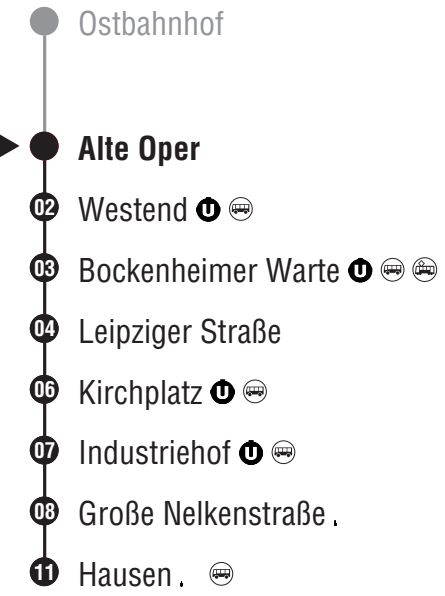 Ostbahnhof
Alte Oper
02 Westend U
03 Bockenheimer Warte U
04 Leipziger Straße
06 Kirchplatz U
07 Industriehof U
08 Große Nelkenstraße .
11 Hausen .